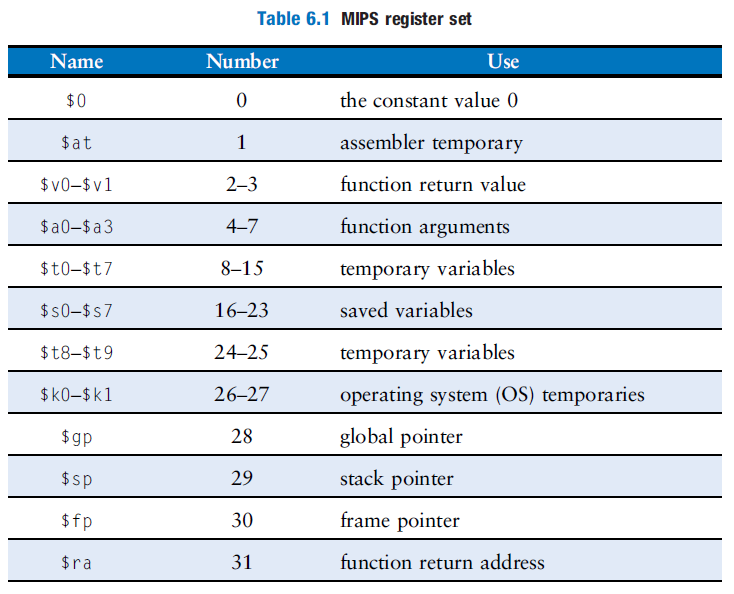 Table 6.1 MIPS register set
Name Number Use
$0 0 the constant value 0
$at 1 assembler temporary
$v0–$v1 2–3 function return value
$a0–$a3 4–7 function arguments
$t0–$t7 8–15 temporary variables
$s0–$s7 16–23 saved variables
$t8–$t9 24–25 temporary variables
$k0–$k1 26–27 operating system (OS) temporaries
$gp 28 global pointer
$sp 29 stack pointer
$fp 30 frame pointer
$ra 31 function return address